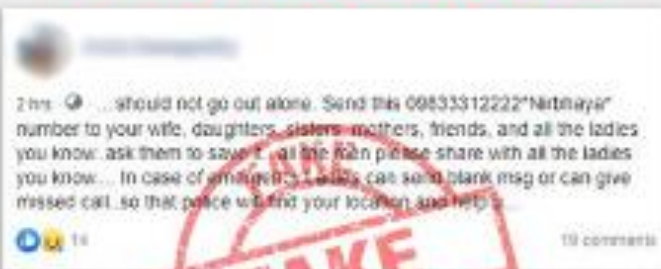 2 hrs ... should not go out alone. Send this 09833312222"Nirbhaya"
number to your wife, daughters, sisters, mothers, friends, and all the ladies
you know. ask them to save it.. all the men please share with all the ladies
you know.... In case of emergency Ladies can send blank msg or can give
missed call..so that police will find your location and help
FAKE
19 comments